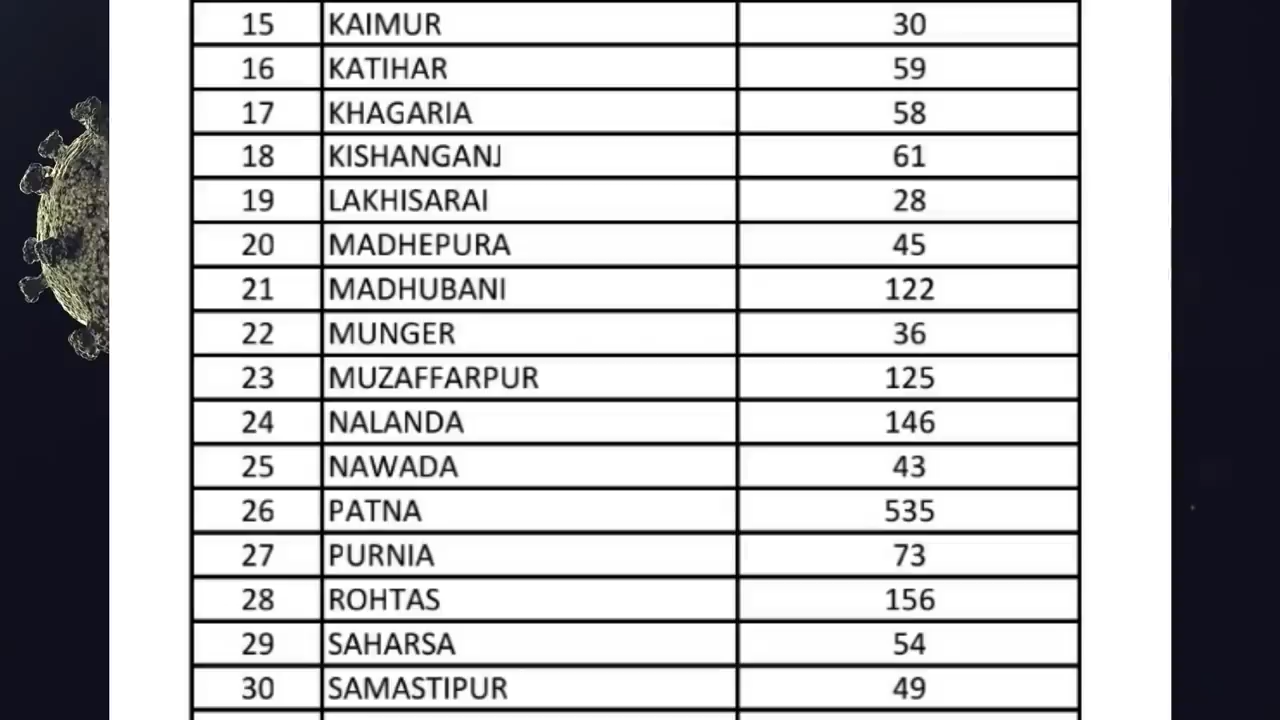 15 KAIMUR 30
16 KATIHAR 59
17 KHAGARIA 58
18 KISHANGANJ 61
19 LAKHISARAI 28
20 MADHEPURA 45
21 MADHUBANI 122
22 MUNGER 36
23 MUZAFFARPUR 125
24 NALANDA 146
25 NAWADA 43
26 PATNA 535
27 PURNIA 73
28 ROHTAS 156
29 SAHARSA 54
30 SAMASTIPUR 49